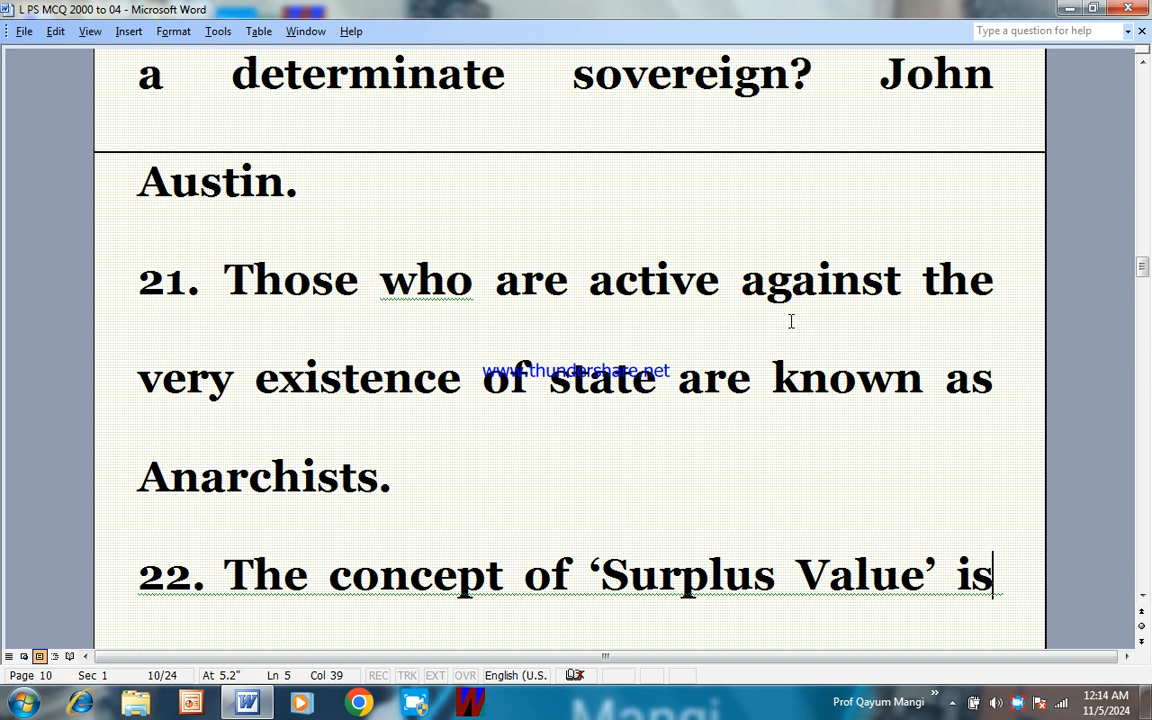 L PS MCQ 2000 to 04 - Microsoft Word
File Edit View Insert Format Tools Table Window Help Type a question for help
a determinate sovereign? John
Austin.
21. Those who are active against the
very existence of state are known as
www.thundershare.net
Anarchists.
22. The concept of ‘Surplus Value’ is
Page 10 Sec 1 10/24 At 5.2" Ln 5 Col 39 REC TRK EXT OVR English (U.S.
Mangi
Prof Qayum Mangi
12:14 AM
11/5/2024